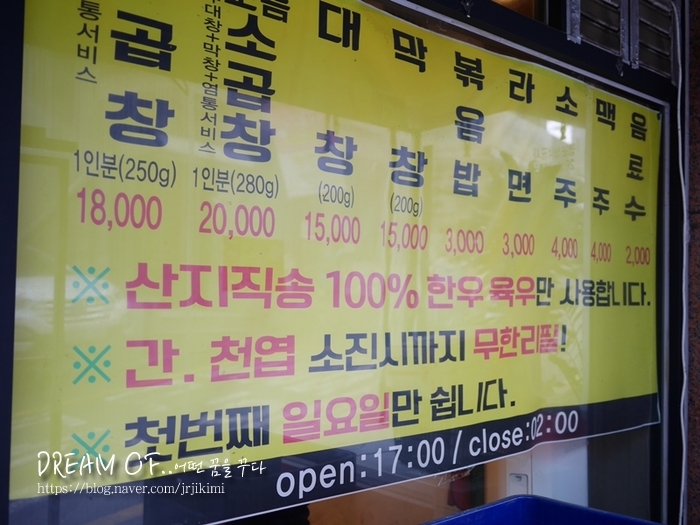 곱창
통서비스
1인분(250g)
18,000
소곱창
대창+막창+염통서비스
1인분(280g)
20,000
대창
(200g)
15,000
막창
(200g)
15,000
볶음밥
3,000
라면
3,000
소주
4,000
맥주
4,000
음료수
2,000
※ 산지직송 100% 한우 육우만 사용합니다.
※ 간. 천엽 소진시까지 무한리필!
※ 첫번째 일요일만 쉽니다.
open:17:00 / close:02:00
DREAM OF..어떤 꿈을 꾸다
https://blog.naver.com/jrjikimi